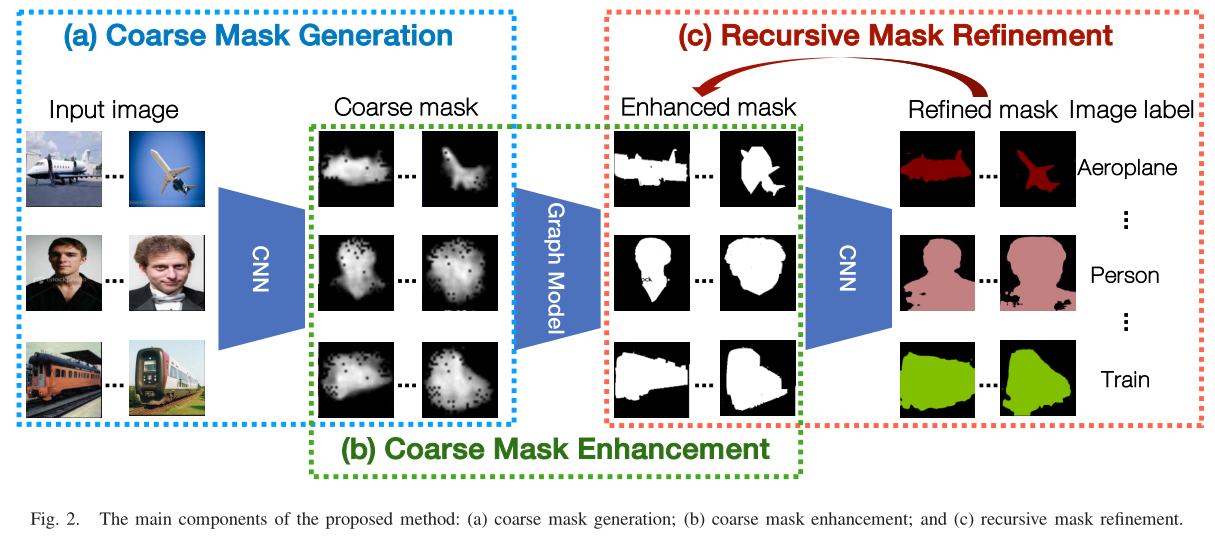 (a) Coarse Mask Generation
(c) Recursive Mask Refinement
Input image
Coarse mask
Enhanced mask
Refined mask
Image label
CNN
Graph Model
CNN
Aeroplane
Person
Train
(b) Coarse Mask Enhancement
Fig. 2. The main components of the proposed method: (a) coarse mask generation; (b) coarse mask enhancement; and (c) recursive mask refinement.